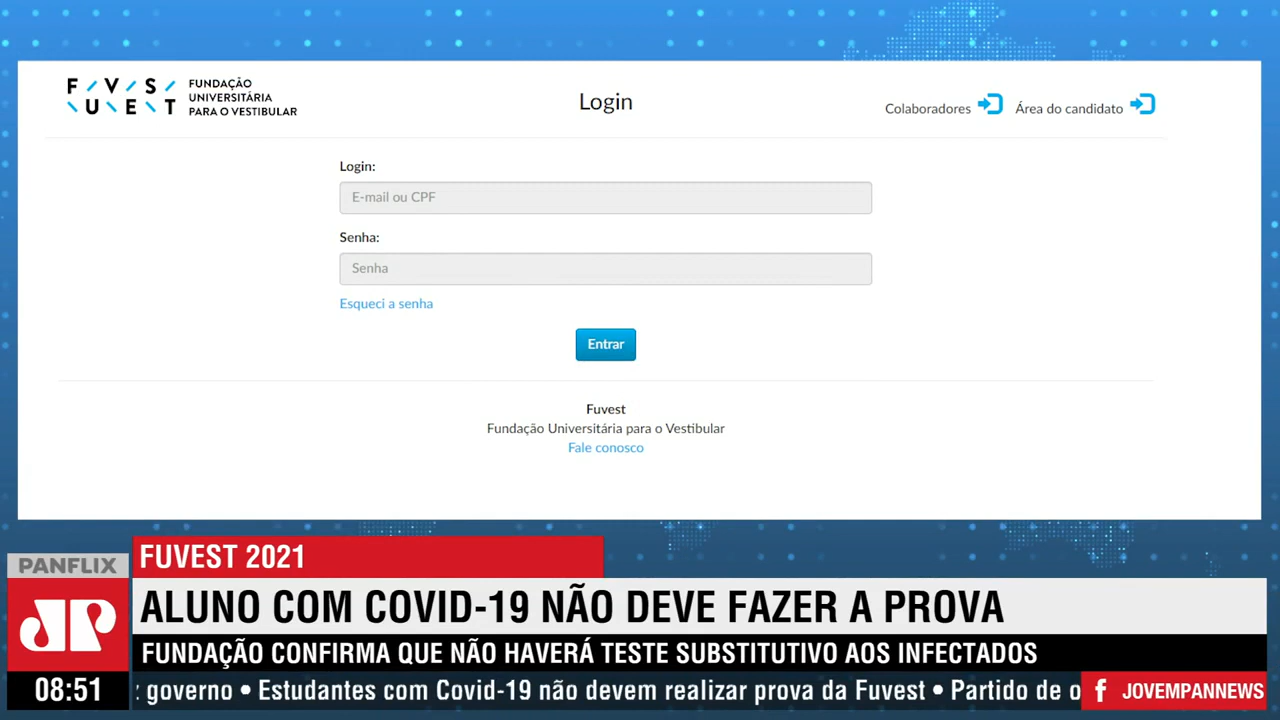 F/V/S/
\U\E\T
FUNDAÇÃO
UNIVERSITÁRIA
PARA O VESTIBULAR
Login
Colaboradores
Área do candidato
Login:
E-mail ou CPF
Senha:
Senha
Esqueci a senha
Entrar
Fuvest
Fundação Universitária para o Vestibular
Fale conosco
PANFLIX
FUVEST 2021
JP
ALUNO COM COVID-19 NÃO DEVE FAZER A PROVA
FUNDAÇÃO CONFIRMA QUE NÃO HAVERÁ TESTE SUBSTITUTIVO AOS INFECTADOS
08:51
governo • Estudantes com Covid-19 não devem realizar prova da Fuvest • Partido de o
f JOVEMPANNEWS